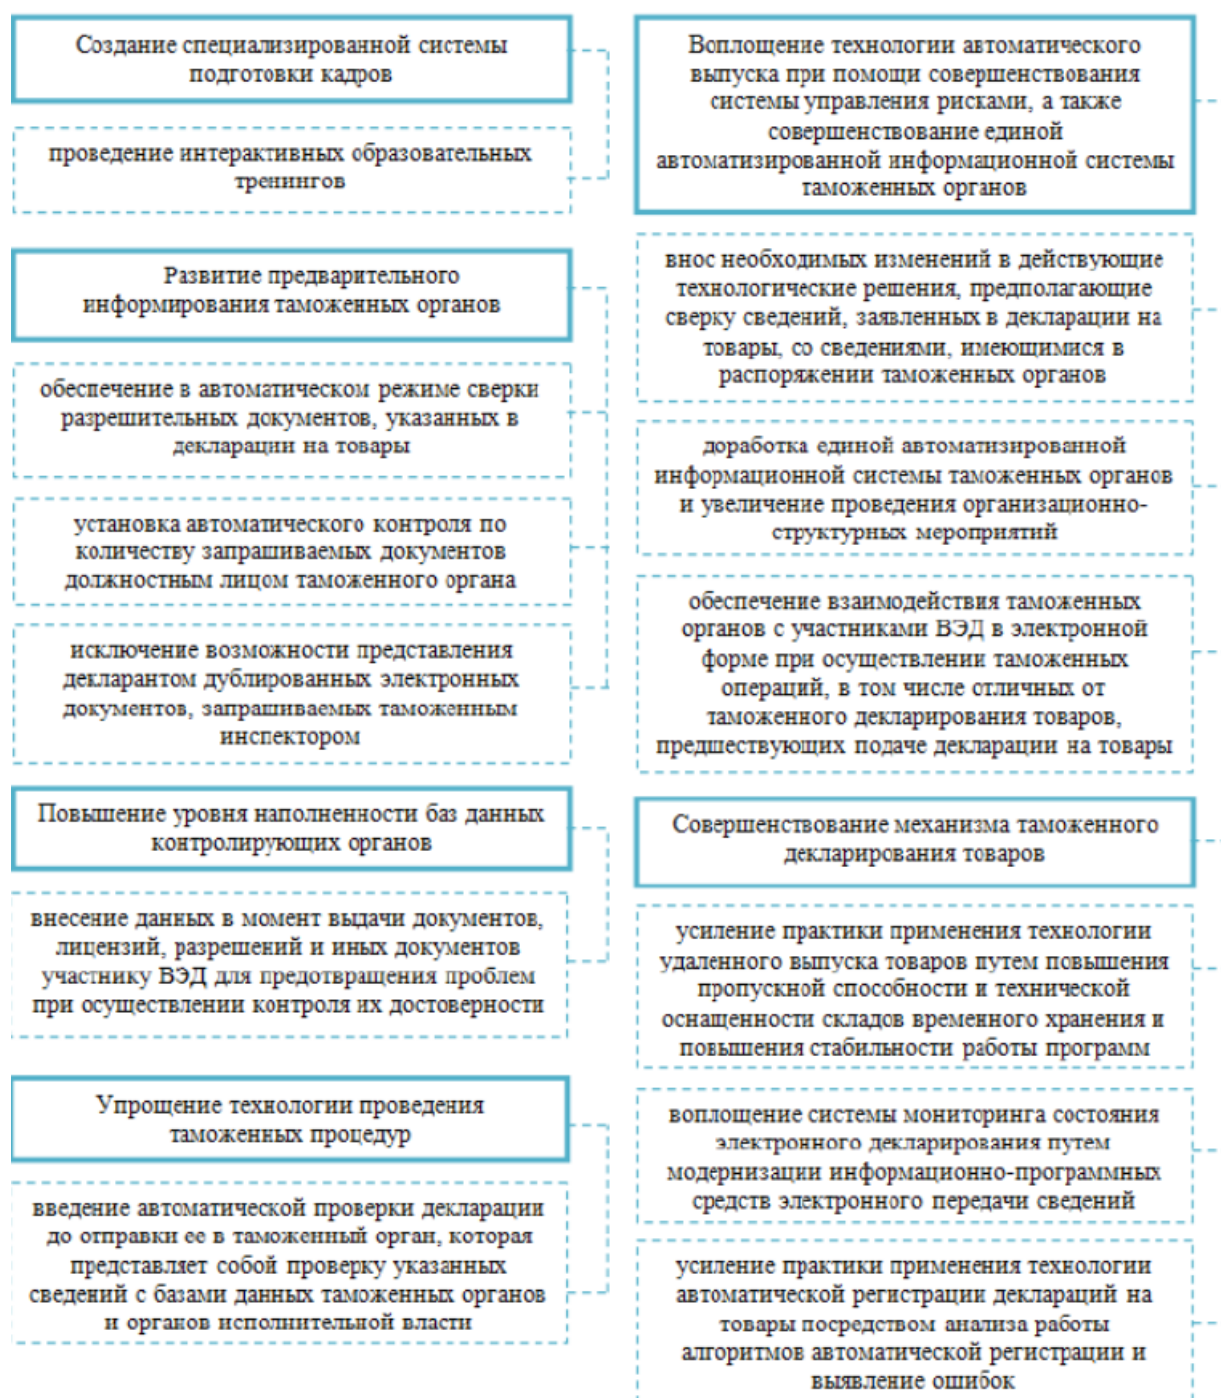 Создание специализированной системы
подготовки кадров
проведение интерактивных образовательных
тренингов
Развитие предварительного
информирования таможенных органов
обеспечение в автоматическом режиме сверки
разрешительных документов, указанных в
декларации на товары
установка автоматического контроля по
количеству запрашиваемых документов
должностным лицом таможенного органа
исключение возможности представления
декларантом дублированных электронных
документов, запрашиваемых таможенным
инспектором
Повышение уровня наполненности баз данных
контролирующих органов
внесение данных в момент выдачи документов,
лицензий, разрешений и иных документов
участнику ВЭД для предотвращения проблем
при осуществлении контроля их достоверности
Упрощение технологии проведения
таможенных процедур
введение автоматической проверки декларации
до отправки ее в таможенный орган, которая
представляет собой проверку указанных
сведений с базами данных таможенных органов
и органов исполнительной власти
Воплощение технологии автоматического
выпуска при помощи совершенствования
системы управления рисками, а также
совершенствование единой
автоматизированной информационной системы
таможенных органов
внос необходимых изменений в действующие
технологические решения, предполагающие
сверку сведений, заявленных в декларации на
товары, со сведениями, имеющимися в
распоряжении таможенных органов
доработка единой автоматизированной
информационной системы таможенных органов
и увеличение проведения организационно-
структурных мероприятий
обеспечение взаимодействия таможенных
органов с участниками ВЭД в электронной
форме при осуществлении таможенных
операций, в том числе отличных от
таможенного декларирования товаров,
предшествующих подаче декларации на товары
Совершенствование механизма таможенного
декларирования товаров
усиление практики применения технологии
удаленного выпуска товаров путем повышения
пропускной способности и технической
оснащенности складов временного хранения и
повышения стабильности работы программ
воплощение системы мониторинга состояния
электронного декларирования путем
модернизации информационно-программных
средств электронного передачи сведений
усиление практики применения технологии
автоматической регистрации деклараций на
товары посредством анализа работы
алгоритмов автоматической регистрации и
выявление ошибок